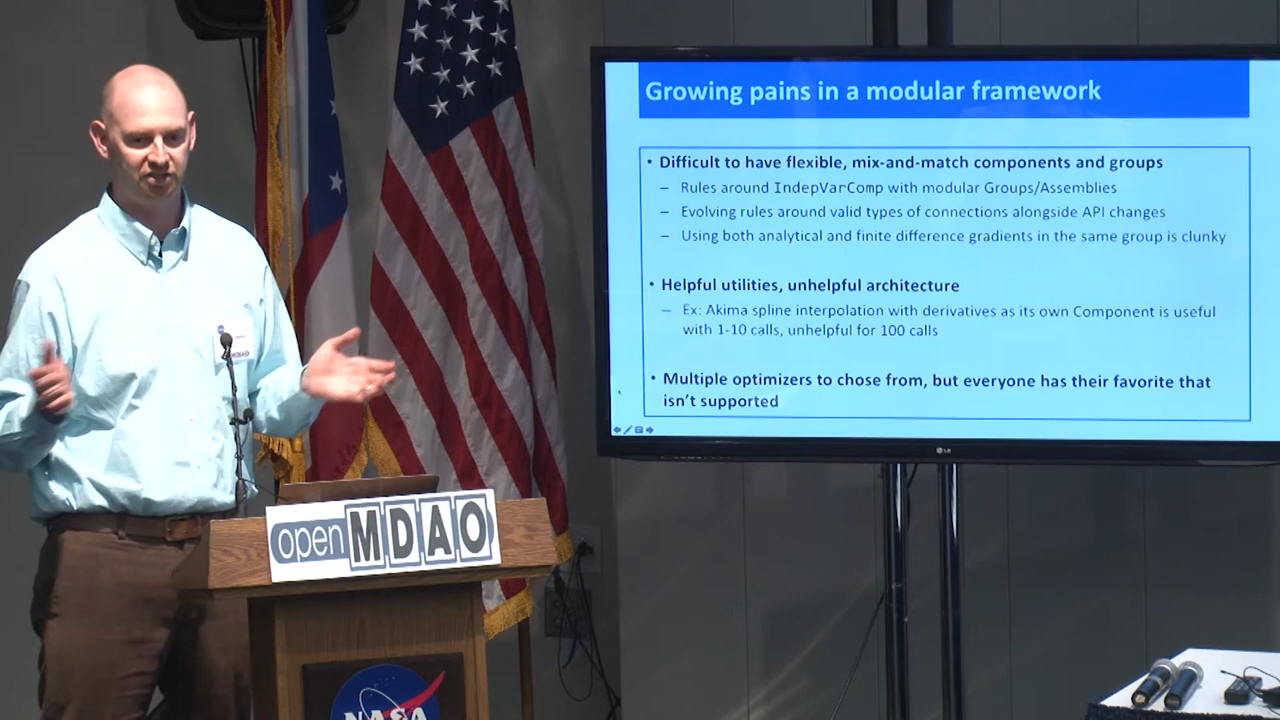 Growing pains in a modular framework
• Difficult to have flexible, mix-and-match components and groups
– Rules around IndepVarComp with modular Groups/Assemblies
– Evolving rules around valid types of connections alongside API changes
– Using both analytical and finite difference gradients in the same group is clunky
• Helpful utilities, unhelpful architecture
– Ex: Akima spline interpolation with derivatives as its own Component is useful
with 1-10 calls, unhelpful for 100 calls
• Multiple optimizers to chose from, but everyone has their favorite that
isn't supported
LG
openMDAO
NASA